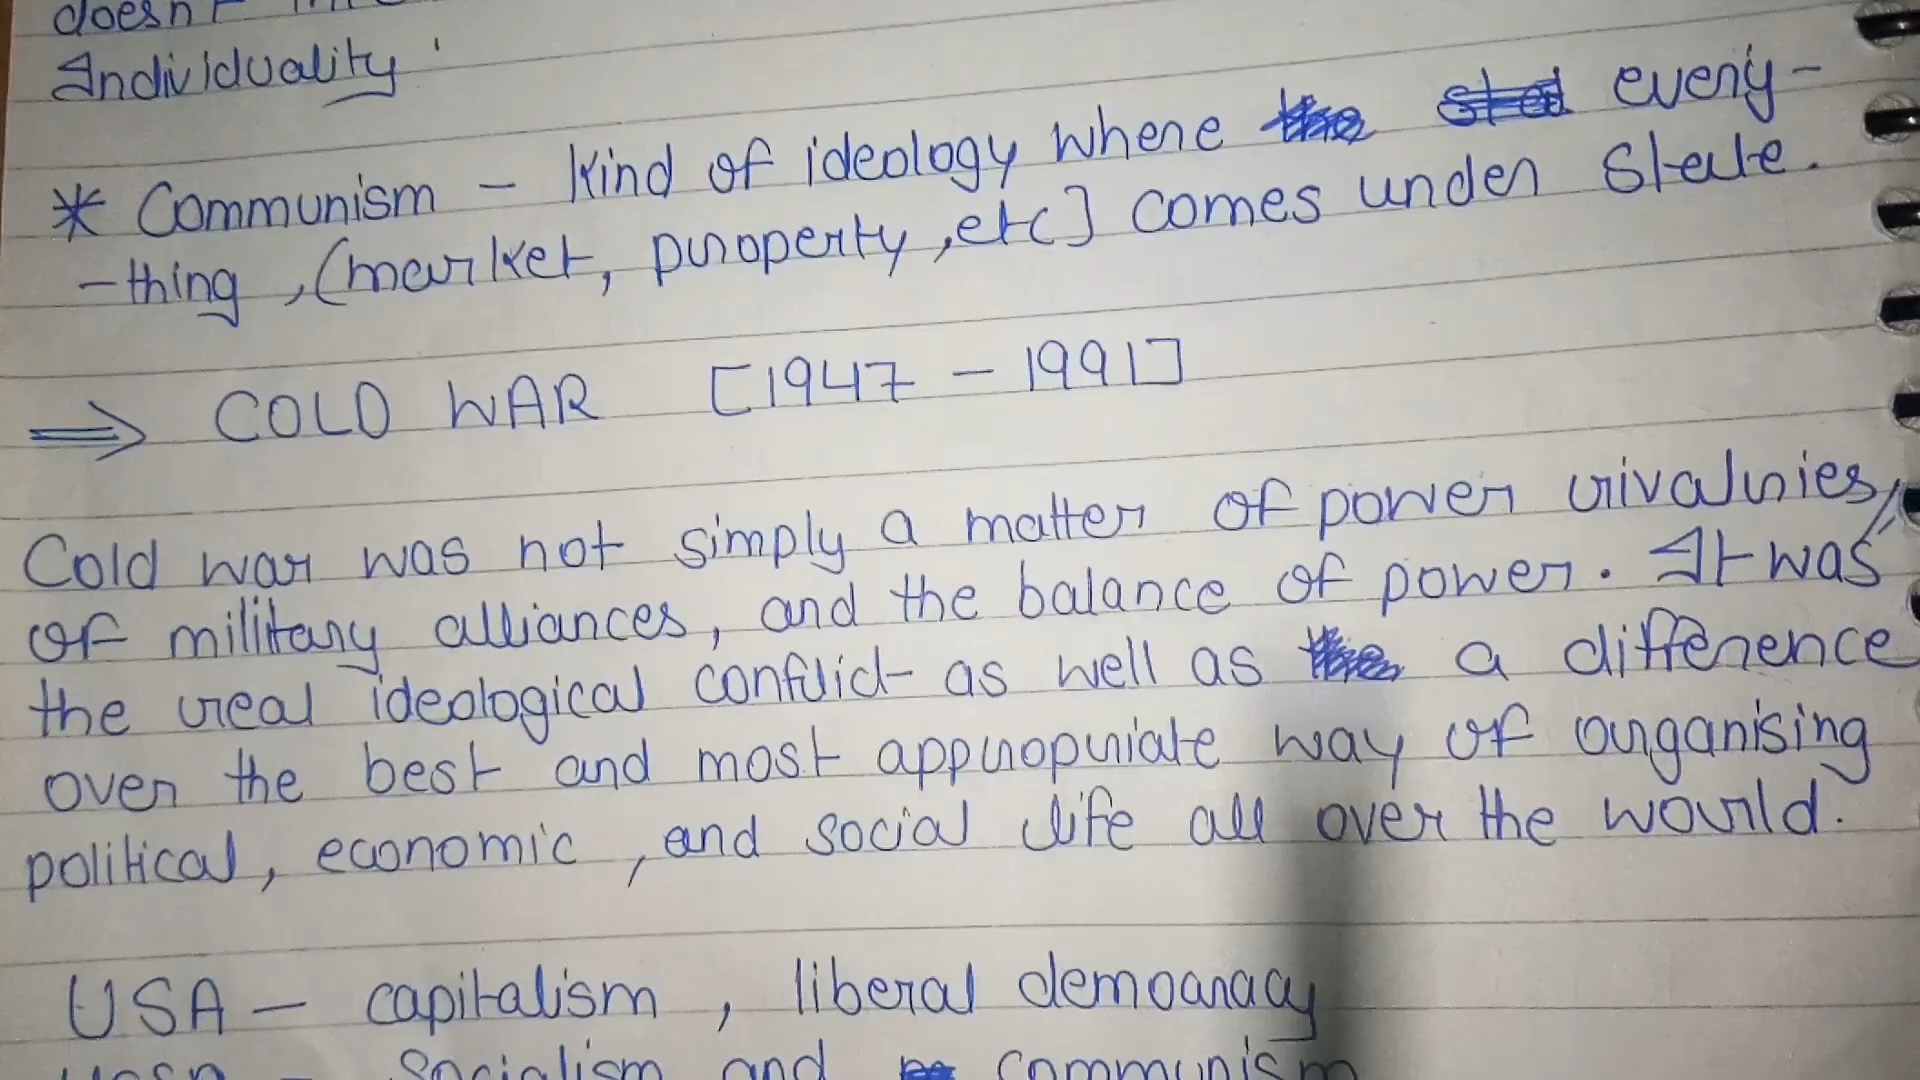 doesn't
Individuality
* Communism - kind of ideology where every-
-thing, (market, property, etc] comes under state.
⇒ COLD WAR [1947 - 1991]
Cold war was not simply a matter of power rivalries,
of military alliances, and the balance of power. It was
the real ideological conflict as well as a difference
over the best and most appropriate way of organising
political, economic, and social life all over the world.
USA - capitalism, liberal democracy
USSR - Socialism and communism